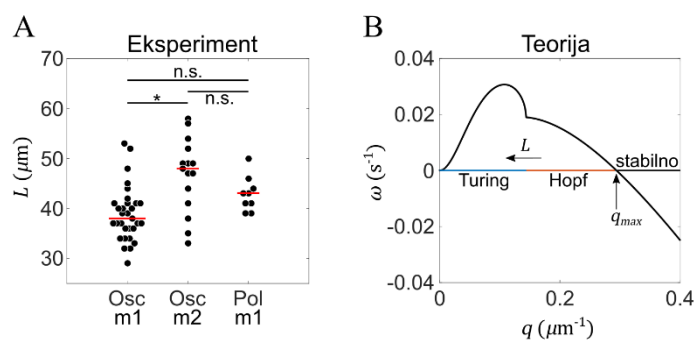 A
Eksperiment
L (μm)
70
60
50
40
30
n.s.
*
n.s.
Osc
m1
Osc
m2
Pol
m1
B
Teorija
ω (s⁻¹)
0.04
0.02
0
-0.02
-0.04
L
stabilno
Turing
Hopf
qₘₐₓ
0
0.2
0.4
q (μm⁻¹)